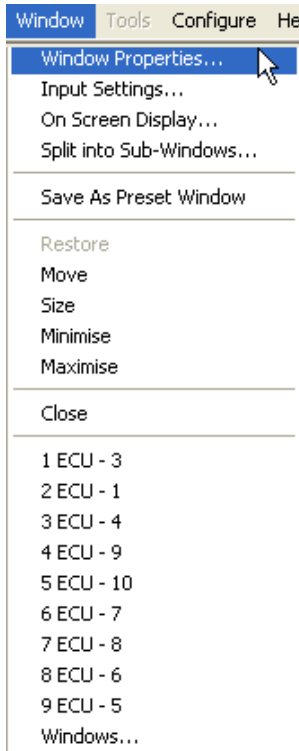 Window Tools Configure He
Window Properties...
Input Settings...
On Screen Display...
Split into Sub-Windows...
Save As Preset Window
Restore
Move
Size
Minimise
Maximise
Close
1 ECU - 3
2 ECU - 1
3 ECU - 4
4 ECU - 9
5 ECU - 10
6 ECU - 7
7 ECU - 8
8 ECU - 6
9 ECU - 5
Windows...